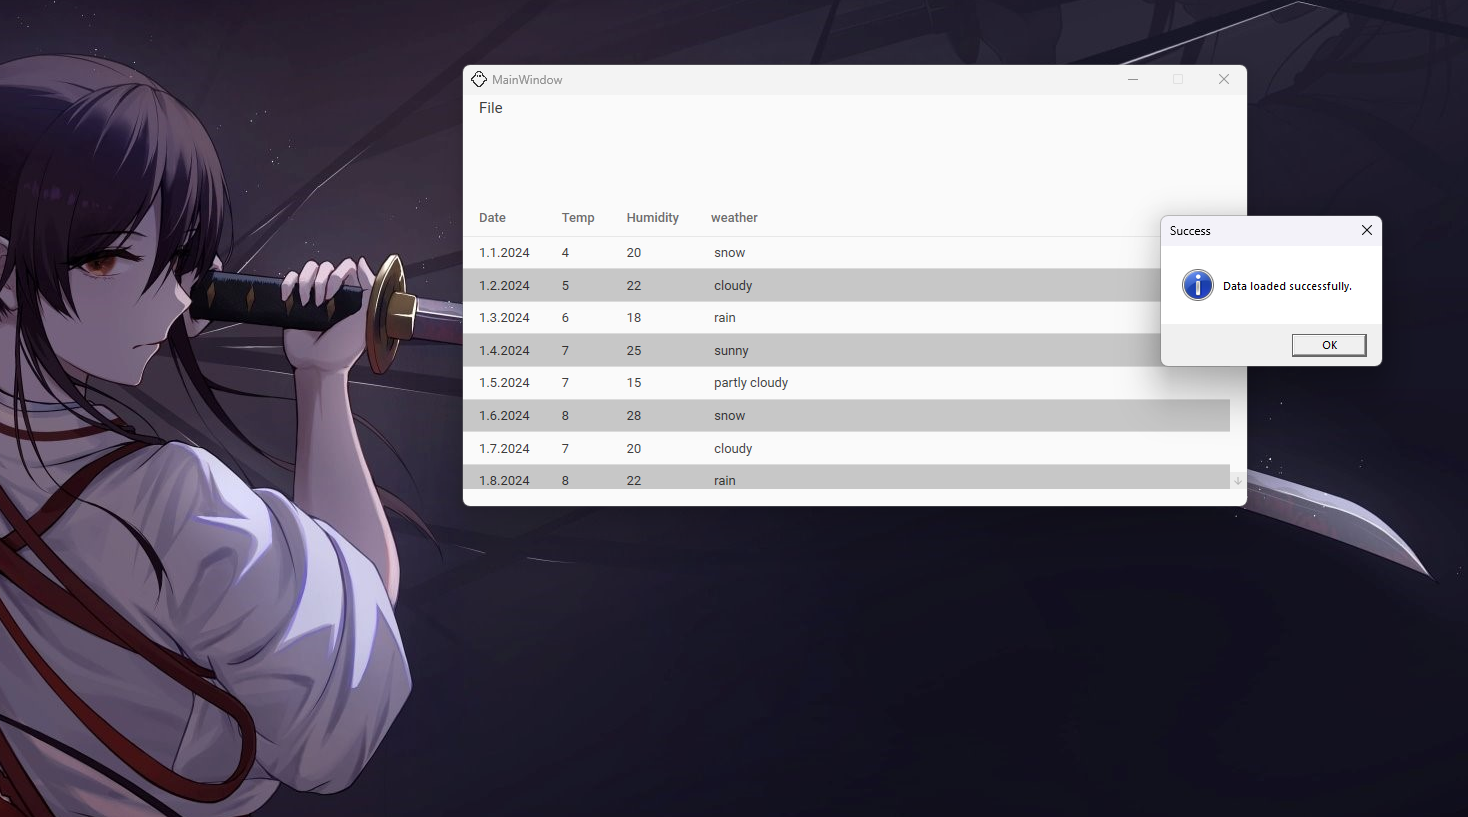 MainWindow
File
Date Temp Humidity weather
1.1.2024 4 20 snow
1.2.2024 5 22 cloudy
1.3.2024 6 18 rain
1.4.2024 7 25 sunny
1.5.2024 7 15 partly cloudy
1.6.2024 8 28 snow
1.7.2024 7 20 cloudy
1.8.2024 8 22 rain
Success
Data loaded successfully.
OK